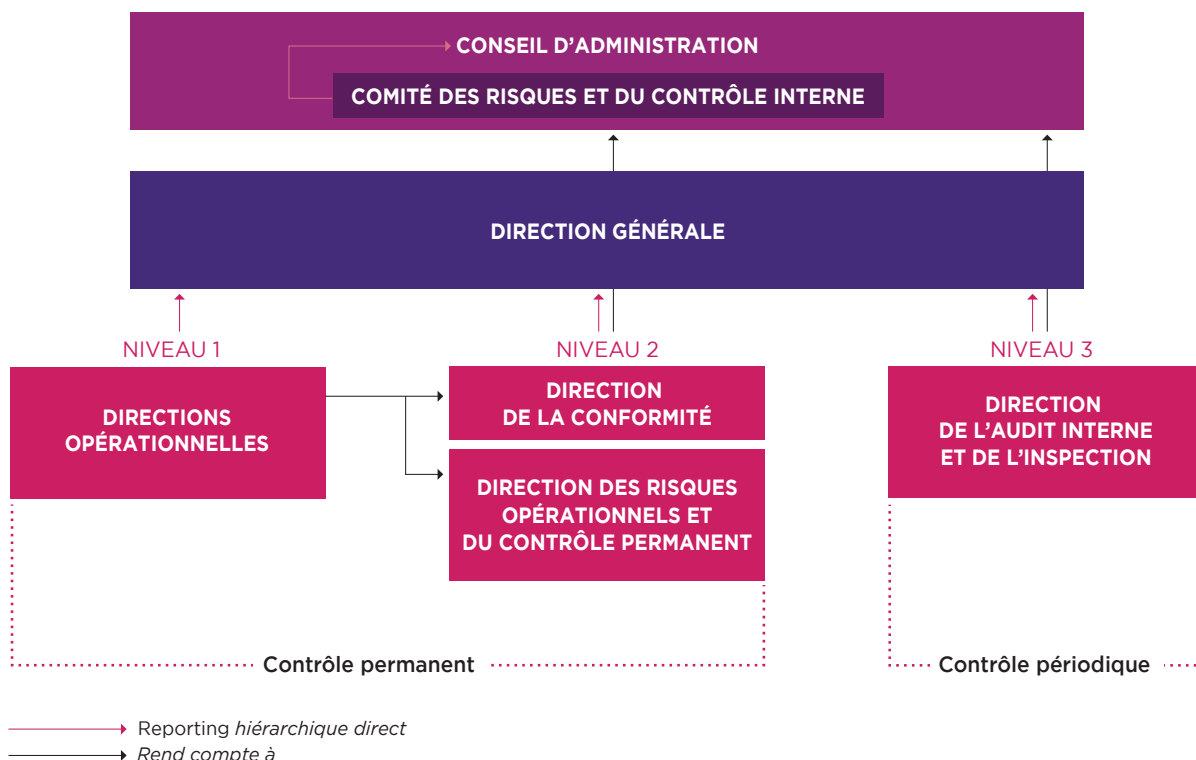 CONSEIL D'ADMINISTRATION
COMITÉ DES RISQUES ET DU CONTRÔLE INTERNE
DIRECTION GÉNÉRALE
NIVEAU 1
NIVEAU 2
NIVEAU 3
DIRECTIONS
OPÉRATIONNELLES
DIRECTION
DE LA CONFORMITÉ
DIRECTION DES RISQUES
OPÉRATIONNELS ET
DU CONTRÔLE PERMANENT
DIRECTION
DE L'AUDIT INTERNE
ET DE L'INSPECTION
Contrôle permanent
Contrôle périodique
Reporting hiérarchique direct
Rend compte à